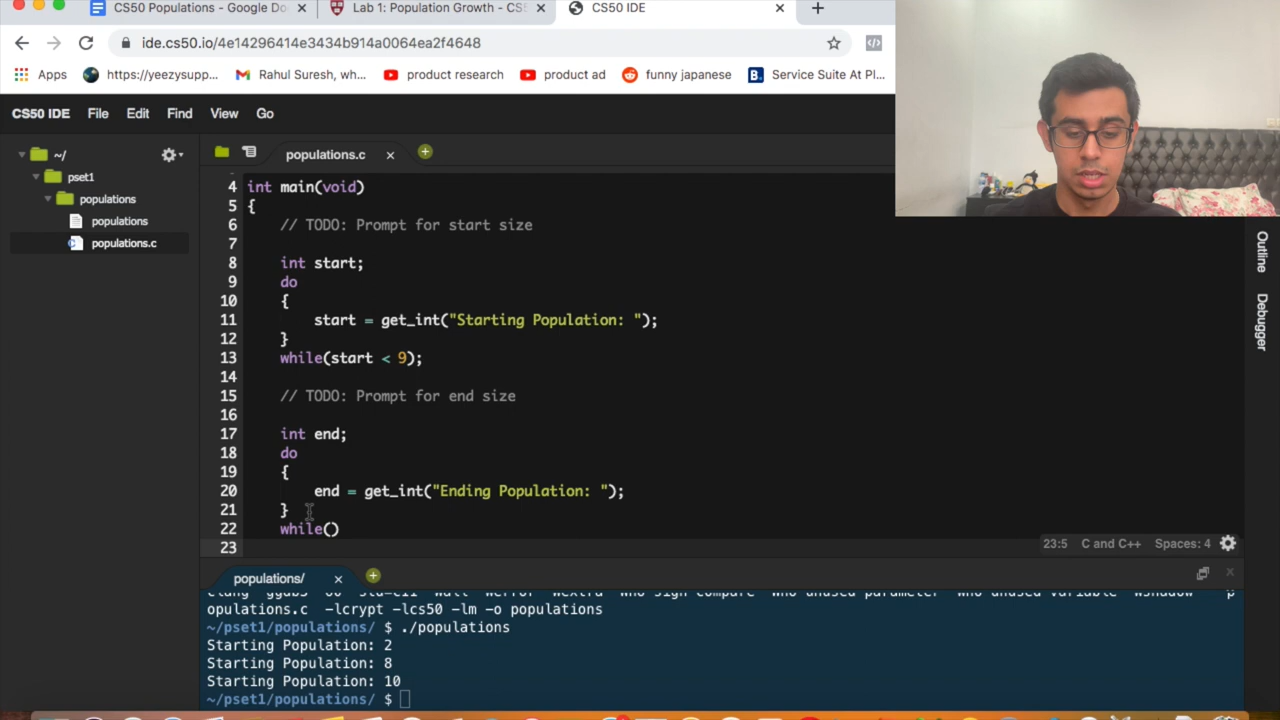 CS50 Populations - Google Do
Lab 1: Population Growth - CS5
CS50 IDE
ide.cs50.io/4e14296414e3434b914a0064ea2f4648
Apps
https://yeezysupp...
Rahul Suresh, wh...
product research
product ad
funny japanese
Service Suite At Pl...
CS50 IDE File Edit Find View Go
~/
pset1
populations
populations
populations.c
populations.c
4 int main(void)
5 {
6 // TODO: Prompt for start size
7
8 int start;
9 do
10 {
11 start = get_int("Starting Population: ");
12 }
13 while(start < 9);
14
15 // TODO: Prompt for end size
16
17 int end;
18 do
19 {
20 end = get_int("Ending Population: ");
21 }
22 while()
23
23:5 C and C++ Spaces: 4
Outline
Debugger
populations/
opulations.c -lcrypt -lcs50 -lm -o populations
~/pset1/populations/ $ ./populations
Starting Population: 2
Starting Population: 8
Starting Population: 10
~/pset1/populations/ $